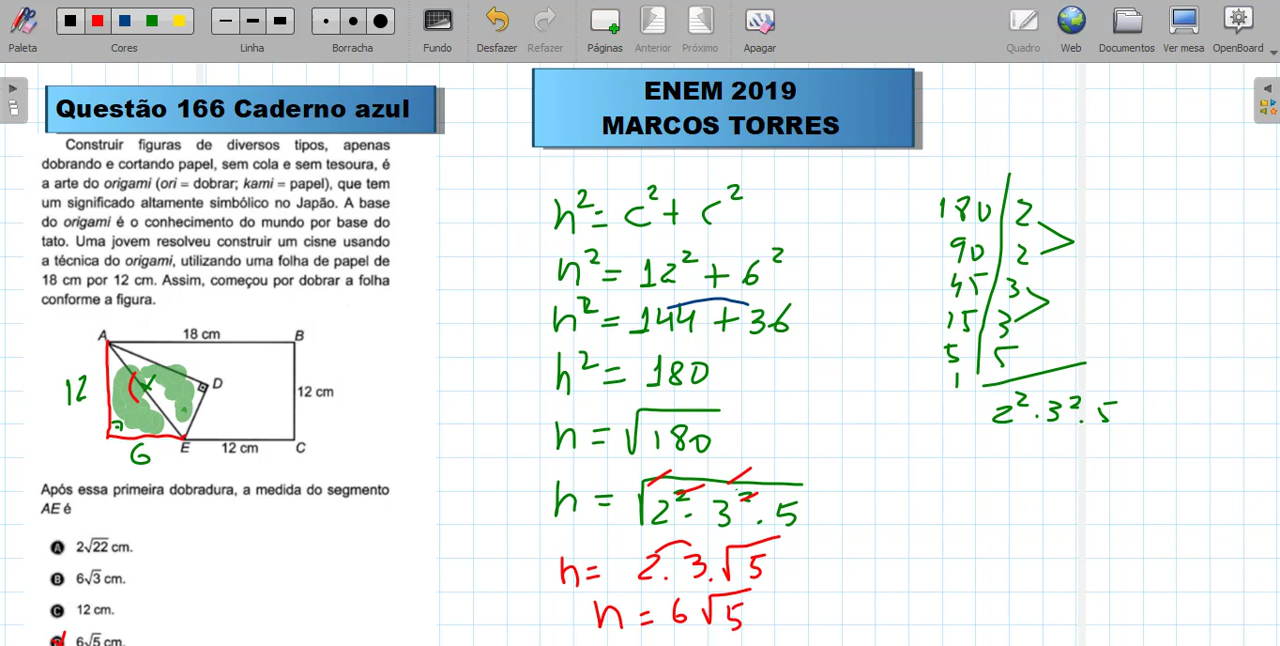 Paleta
Cores
Linha
Borracha
Fundo
Desfazer
Refazer
Páginas
Anterior
Próximo
Apagar
Quadro
Web
Documentos
Ver mesa
OpenBoard
Questão 166 Caderno azul
ENEM 2019
MARCOS TORRES
Construir figuras de diversos tipos, apenas
dobrando e cortando papel, sem cola e sem tesoura, é
a arte do origami (ori = dobrar; kami = papel), que tem
um significado altamente simbólico no Japão. A base
do origami é o conhecimento do mundo por base do
tato. Uma jovem resolveu construir um cisne usando
a técnica do origami, utilizando uma folha de papel de
18 cm por 12 cm. Assim, começou por dobrar a folha
conforme a figura.
A
18 cm
B
12
x
D
12 cm
6
E
12 cm
C
Após essa primeira dobradura, a medida do segmento
AE é
A 2√22 cm.
B 6√3 cm.
C 12 cm.
6√5 cm.
h² = c² + c²
h² = 12² + 6²
h² = 144 + 36
h² = 180
h = √180
h = √2² · 3² · 5
h = 2 . 3 . √5
h = 6√5
180 | 2
90 | 2
45 | 3
15 | 3
5 | 5
1
2² · 3² · 5